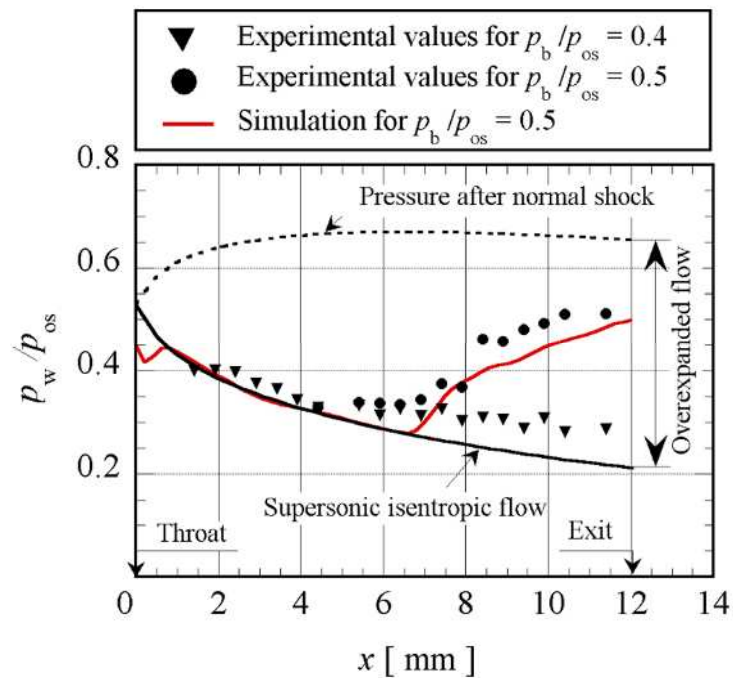 Experimental values for p_b /p_os = 0.4
Experimental values for p_b /p_os = 0.5
Simulation for p_b /p_os = 0.5
0.8
Pressure after normal shock
0.6
Overexpanded flow
p_w /p_os
0.4
0.2
Supersonic isentropic flow
Throat
Exit
0 2 4 6 8 10 12 14
x [ mm ]